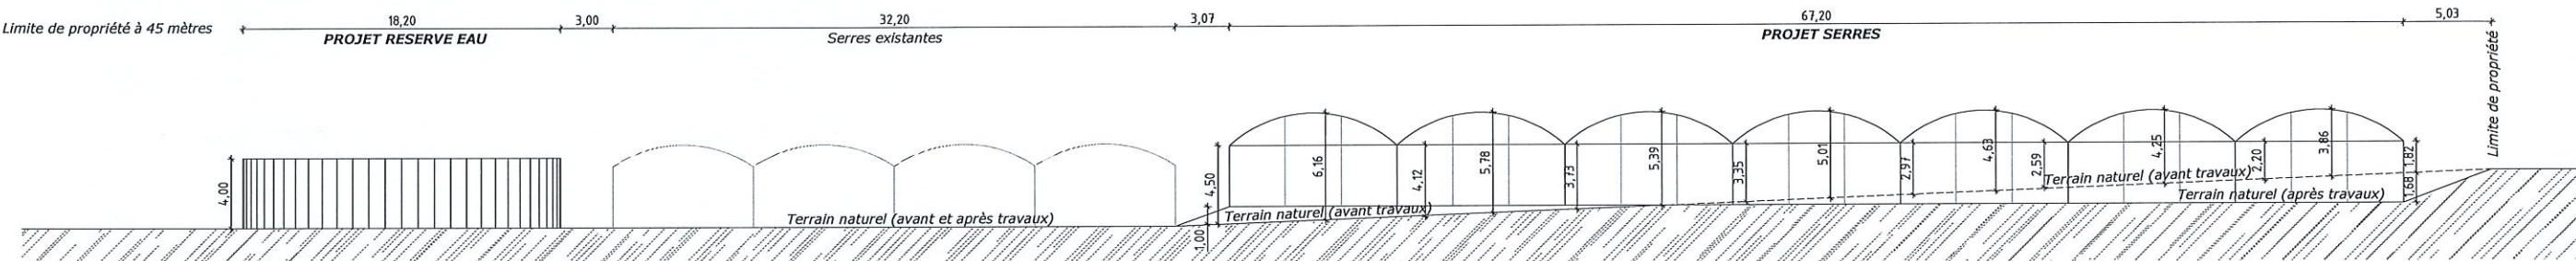 Limite de propriété à 45 mètres
18,20
PROJET RESERVE EAU
3,00
32,20
Serres existantes
3,07
67,20
PROJET SERRES
5,03
Limite de propriété
4,00
Terrain naturel (avant et après travaux)
4,50
1,00
Terrain naturel (avant travaux)
6,16
4,12
5,78
3,73
5,39
3,35
5,01
2,97
4,63
2,59
Terrain naturel (avant travaux)
4,25
2,20
3,86
Terrain naturel (après travaux)
1,82
1,68